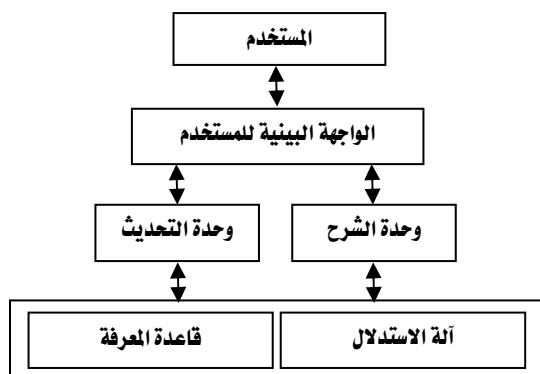 المستخدم
الواجهة البينية للمستخدم
وحدة الشرح
وحدة التحديث
آلة الاستدلال
قاعدة المعرفة